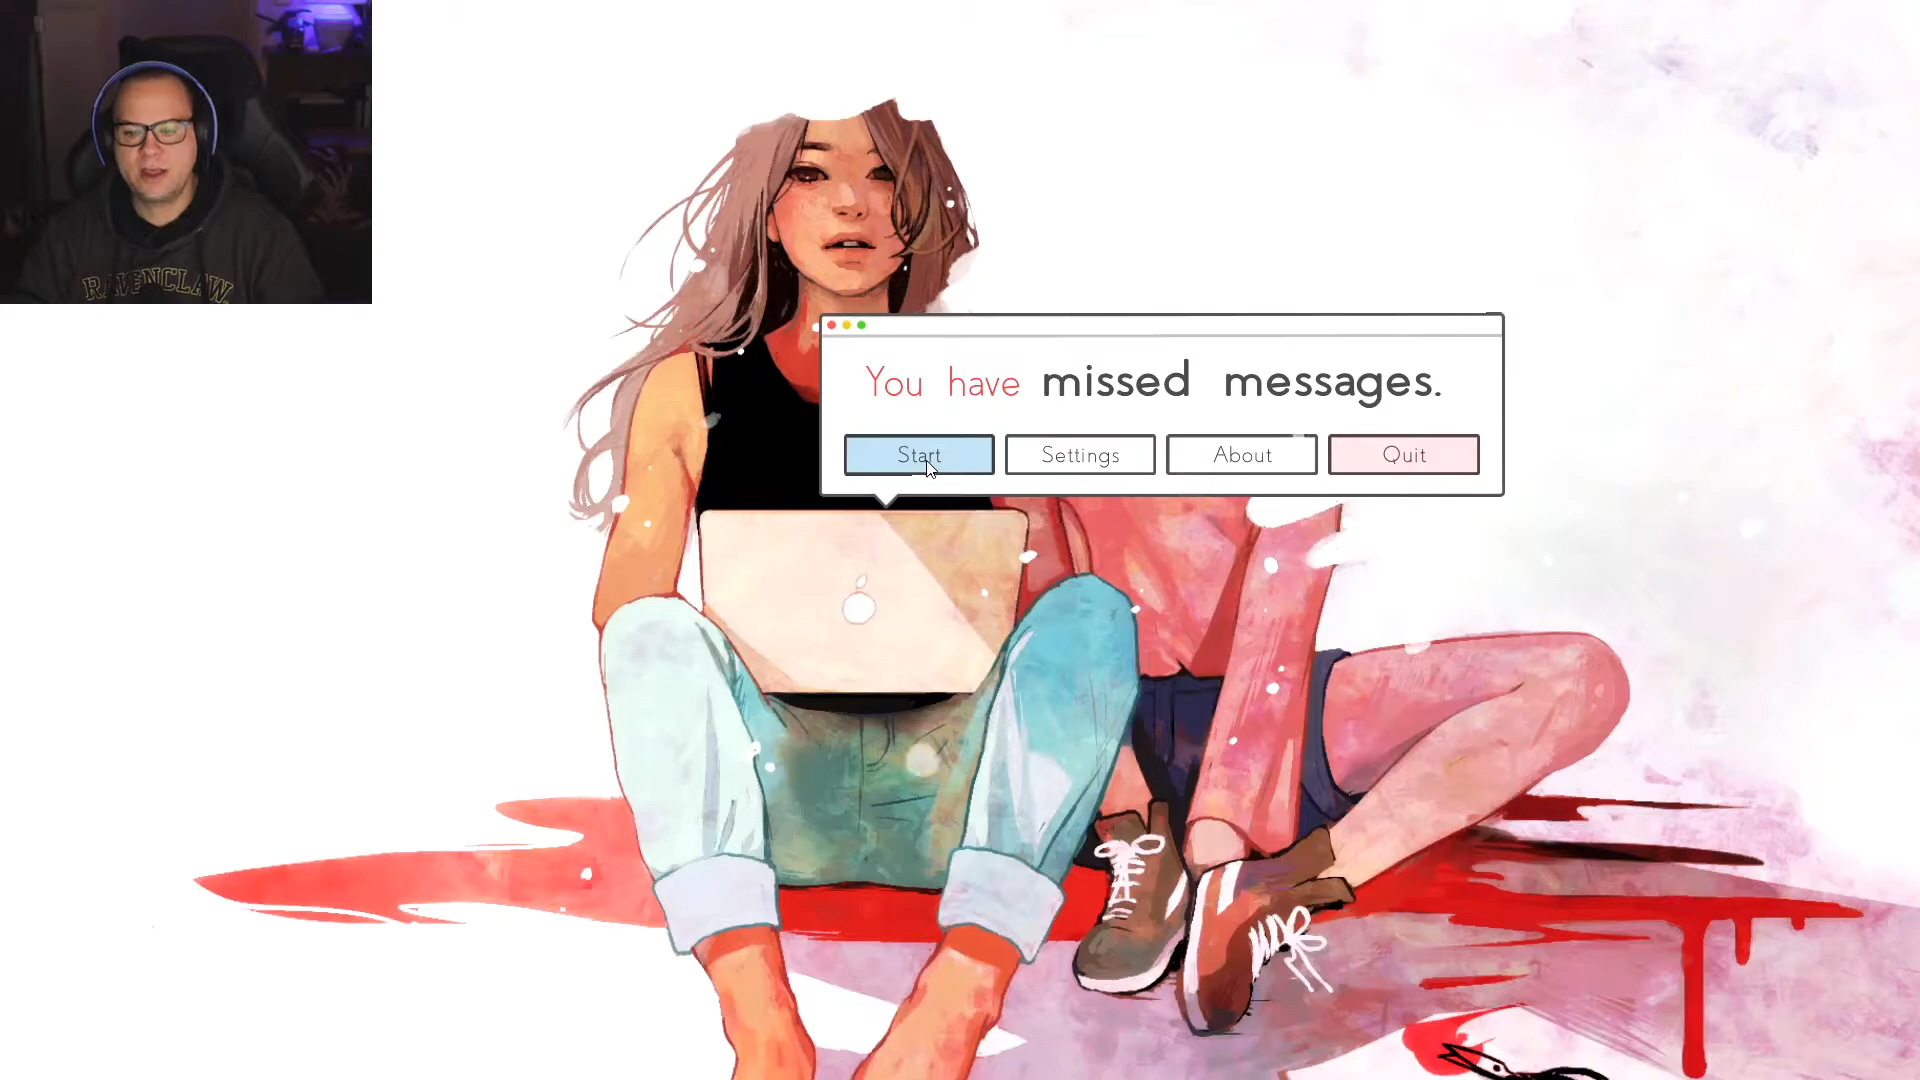 RAVENCLAW
You have missed messages.
Start
Settings
About
Quit